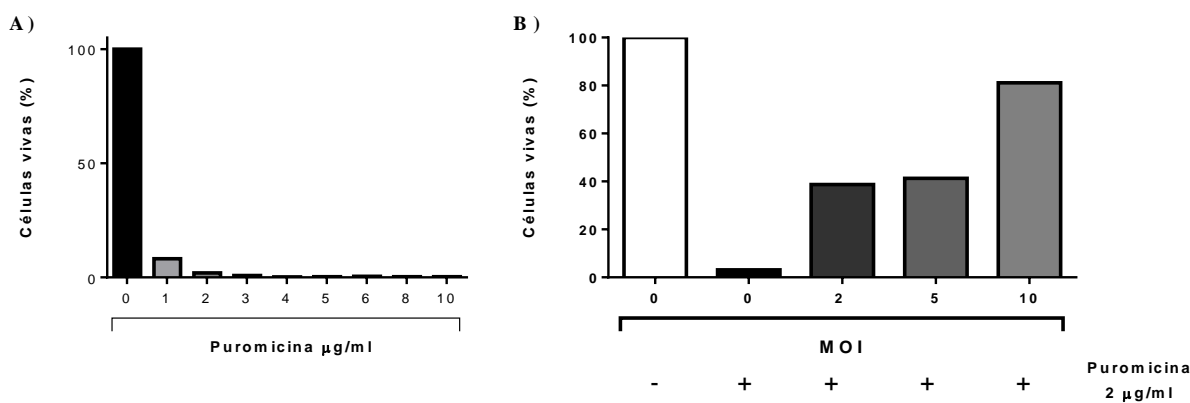 A )
Células vivas (%)
100
50
0
0 1 2 3 4 5 6 8 10
Puromicina μg/ml
B )
Células vivas (%)
100
80
60
40
20
0
0 0 2 5 10
MOI
- + + + +
Puromicina
2 μg/ml